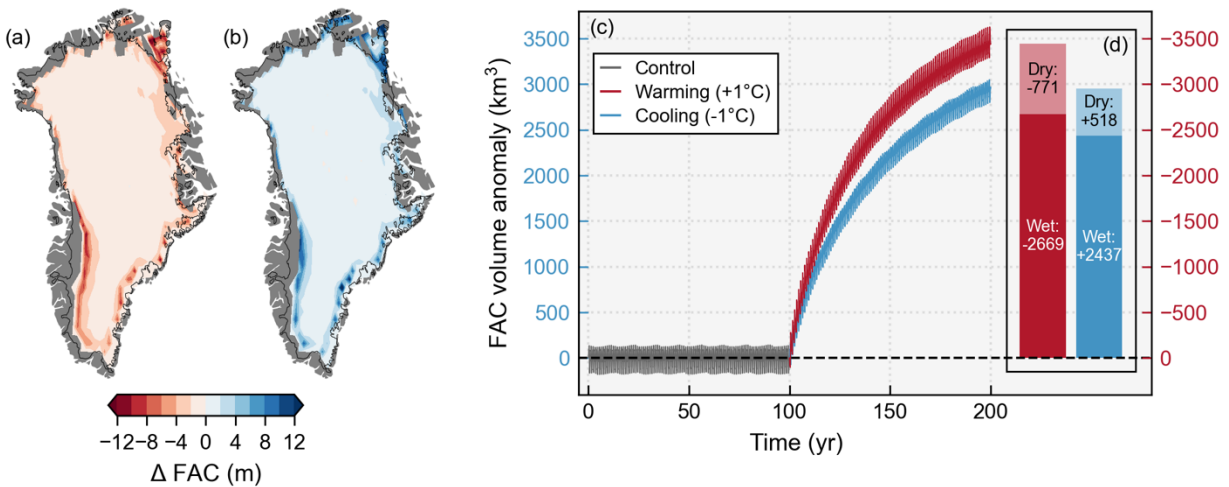 (a)
(b)
−12 −8 −4 0 4 8 12
Δ FAC (m)
(c)
Control
Warming (+1°C)
Cooling (-1°C)
FAC volume anomaly (km³)
3500
3000
2500
2000
1500
1000
500
0
0 50 100 150 200
Time (yr)
(d)
Dry:
-771
Wet:
-2669
Dry:
+518
Wet:
+2437
−3500
−3000
−2500
−2000
−1500
−1000
−500
0